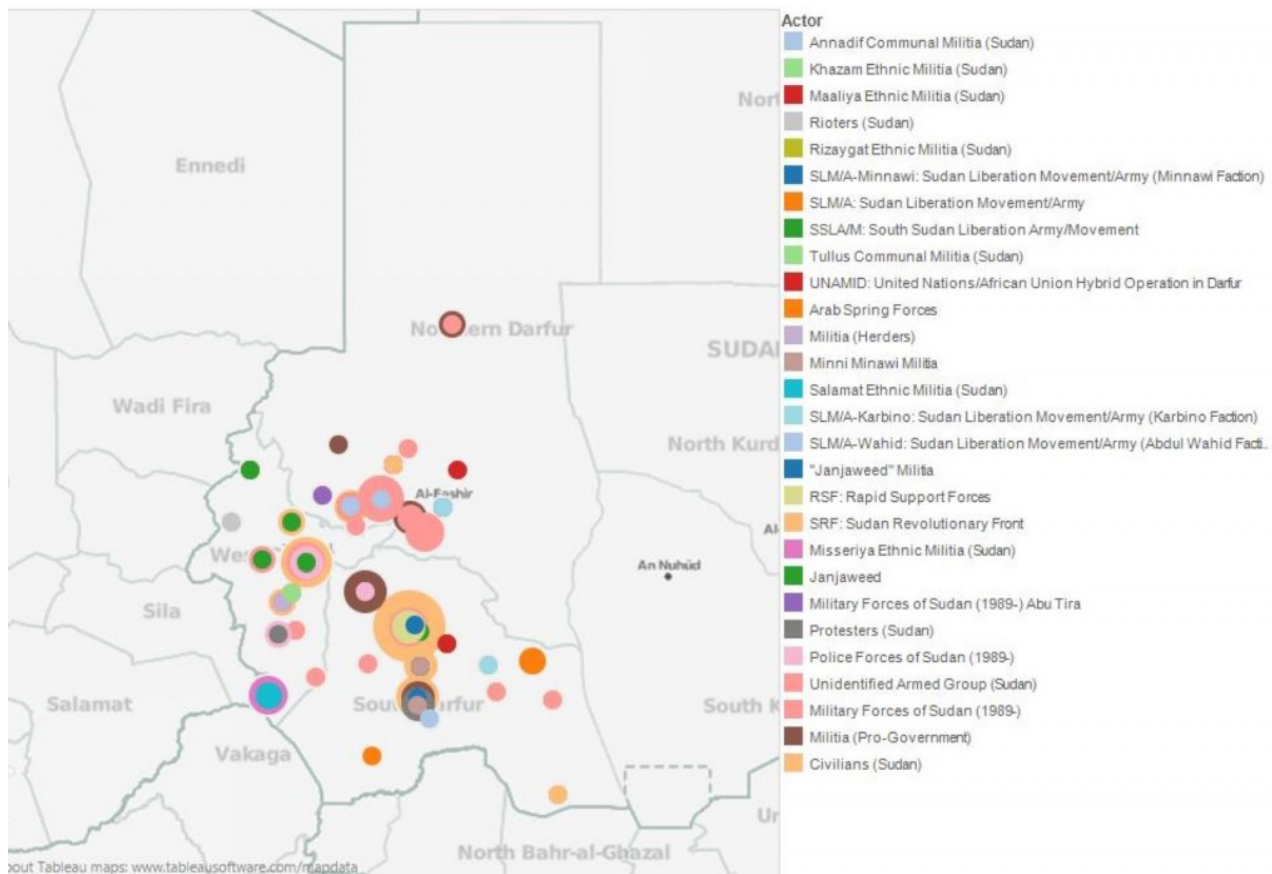 Actor
Annadif Communal Militia (Sudan)
Khazam Ethnic Militia (Sudan)
Maaliya Ethnic Militia (Sudan)
Rioters (Sudan)
Rizaygat Ethnic Militia (Sudan)
SLM/A-Minnawi: Sudan Liberation Movement/Army (Minnawi Faction)
SLM/A: Sudan Liberation Movement/Army
SSLA/M: South Sudan Liberation Army/Movement
Tullus Communal Militia (Sudan)
UNAMID: United Nations/African Union Hybrid Operation in Darfur
Arab Spring Forces
Militia (Herders)
Minni Minawi Militia
Salamat Ethnic Militia (Sudan)
SLM/A-Karbino: Sudan Liberation Movement/Army (Karbino Faction)
SLM/A-Wahid: Sudan Liberation Movement/Army (Abdul Wahid Facti..
"Janjaweed" Militia
RSF: Rapid Support Forces
SRF: Sudan Revolutionary Front
Misseriya Ethnic Militia (Sudan)
Janjaweed
Military Forces of Sudan (1989-) Abu Tira
Protesters (Sudan)
Police Forces of Sudan (1989-)
Unidentified Armed Group (Sudan)
Military Forces of Sudan (1989-)
Militia (Pro-Government)
Civilians (Sudan)
Nort
Ennedi
Darfur
SUDA
Wadi Fira
North Kurd
Al-Fashir
An Nuhūd
Sila
Salamat
South K
Vakaga
North Bahr-al-Ghazal
bout Tableau maps: www.tableausoftware.com/mapdata